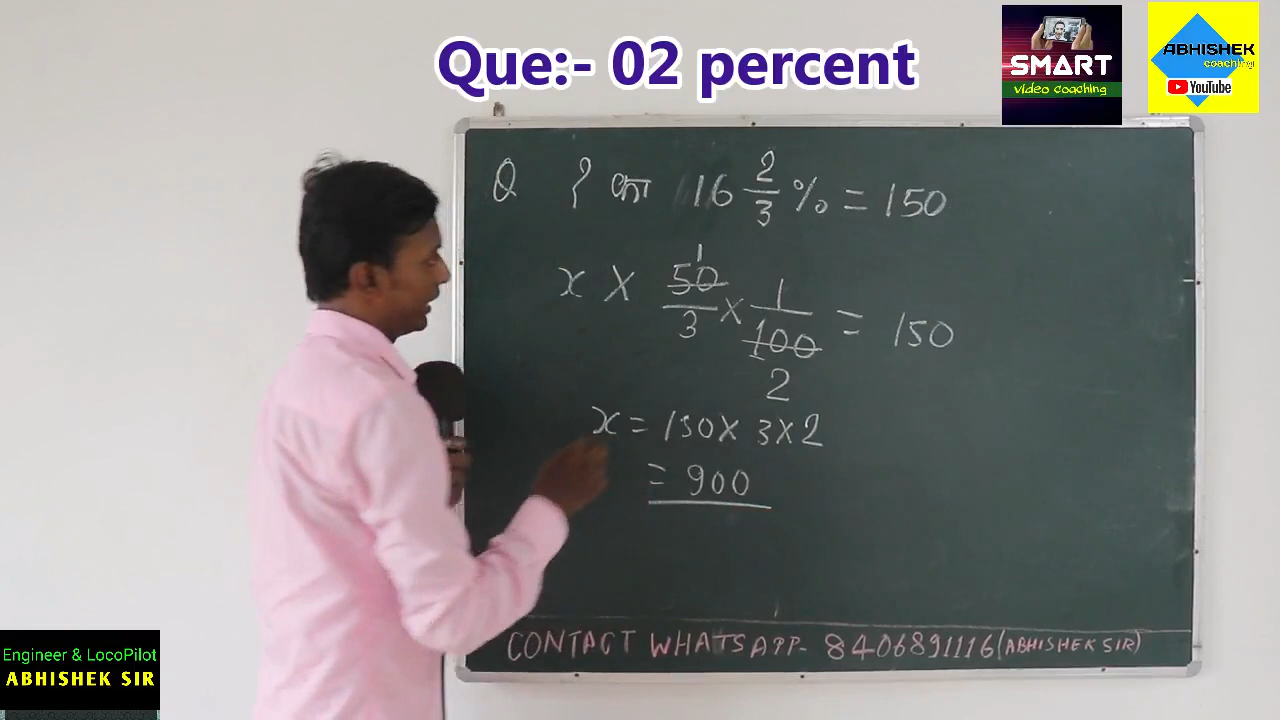 Que:- 02 percent
SMART
video coaching
ABHISHEK
coaching
YouTube
Q ? का 16 2/3 % = 150
1
x X 50/3 x 1/100 = 150
2
x = 150 X 3 X 2
= 900
CONTACT WHATSAPP- 8406891116 (ABHISHEK SIR)
Engineer & LocoPilot
ABHISHEK SIR